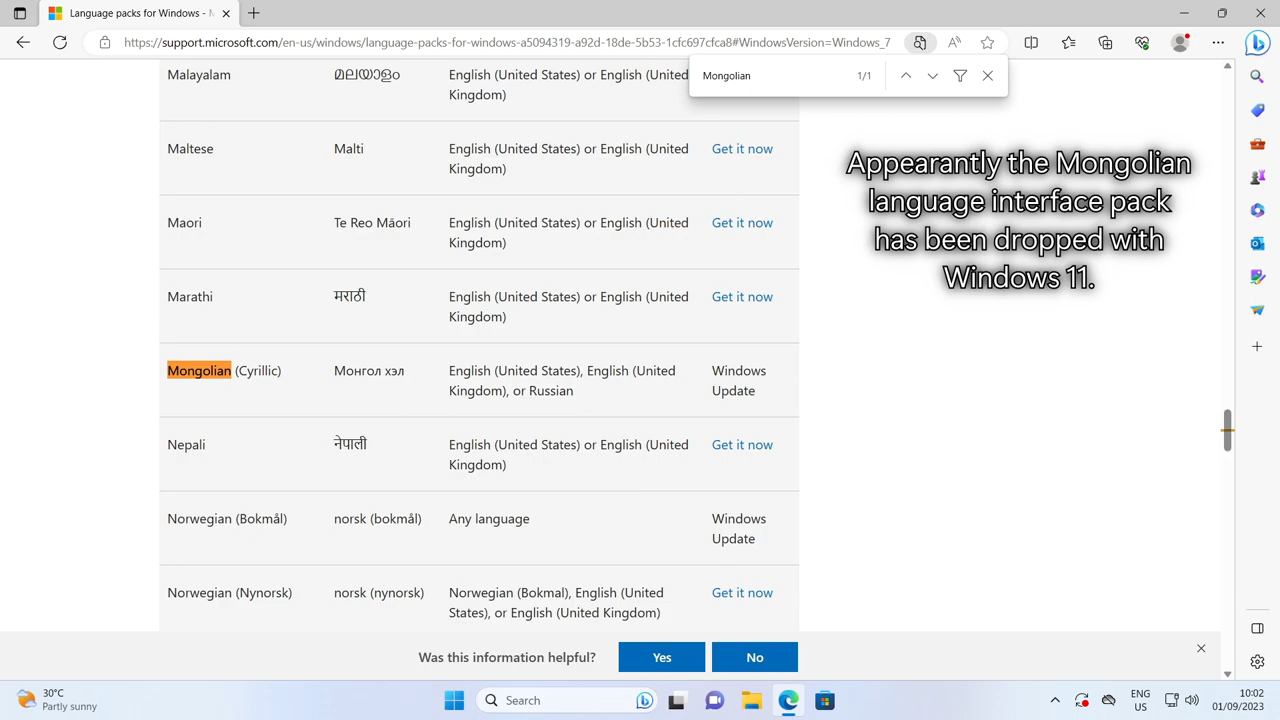 Language packs for Windows - M
https://support.microsoft.com/en-us/windows/language-packs-for-windows-a5094319-a92d-18de-5b53-1cfc697cfca8#WindowsVersion=Windows_7
Mongolian
1/1
Malayalam
മലയാളം
English (United States) or English (United
Kingdom)
Maltese
Malti
English (United States) or English (United
Kingdom)
Get it now
Maori
Te Reo Māori
English (United States) or English (United
Kingdom)
Get it now
Marathi
मराठी
English (United States) or English (United
Kingdom)
Get it now
Mongolian (Cyrillic)
Монгол хэл
English (United States), English (United
Kingdom), or Russian
Windows
Update
Nepali
नेपाली
English (United States) or English (United
Kingdom)
Get it now
Norwegian (Bokmål)
norsk (bokmål)
Any language
Windows
Update
Norwegian (Nynorsk)
norsk (nynorsk)
Norwegian (Bokmal), English (United
States), or English (United Kingdom)
Get it now
Appearantly the Mongolian
language interface pack
has been dropped with
Windows 11.
Was this information helpful?
Yes
No
30°C
Partly sunny
Search
ENG
US
10:02
01/09/2023